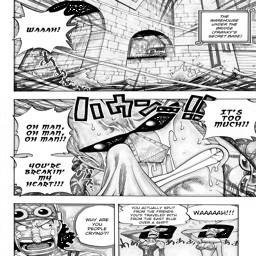 WAAAH!
THE
WAREHOUSE
UNDER THE
BRIDGE
(FRANKY'S
SECRET BASE)
OH MAN,
OH MAN,
OH MAN!!
IT'S
TOO
MUCH!!
YOU'RE
BREAKIN'
MY
HEART!!!
WHY ARE
YOU
PEOPLE
CRYING?!
YOU ACTUALLY SPLIT
FROM THE FRIENDS
YOU'D TRAVELED WITH
FROM THE EAST BLUE
OVER A SHIP?
WAAAAAH!!!